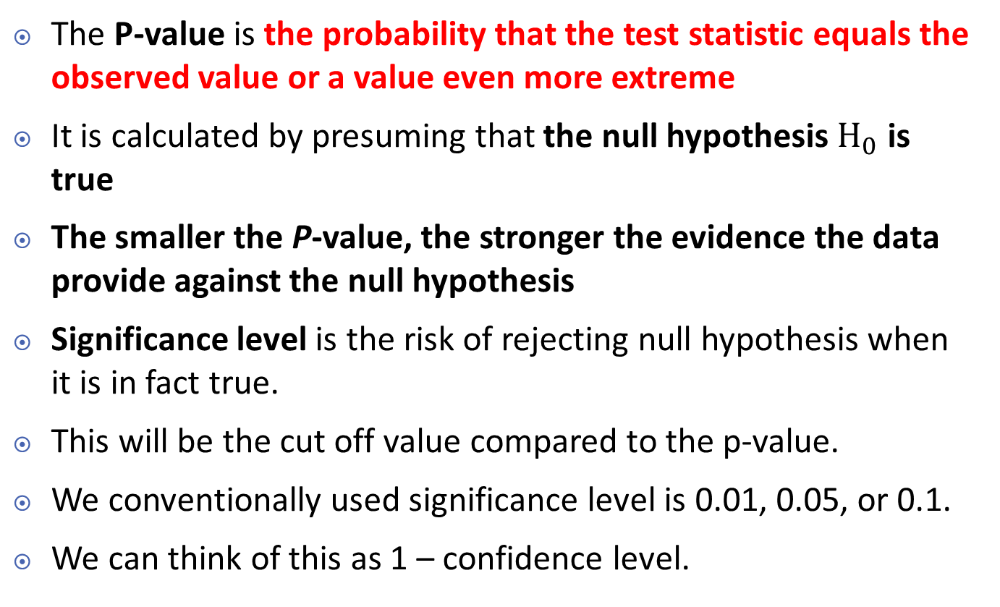 The P-value is the probability that the test statistic equals the
observed value or a value even more extreme
It is calculated by presuming that the null hypothesis H₀ is
true
The smaller the P-value, the stronger the evidence the data
provide against the null hypothesis
Significance level is the risk of rejecting null hypothesis when
it is in fact true.
This will be the cut off value compared to the p-value.
We conventionally used significance level is 0.01, 0.05, or 0.1.
We can think of this as 1 – confidence level.